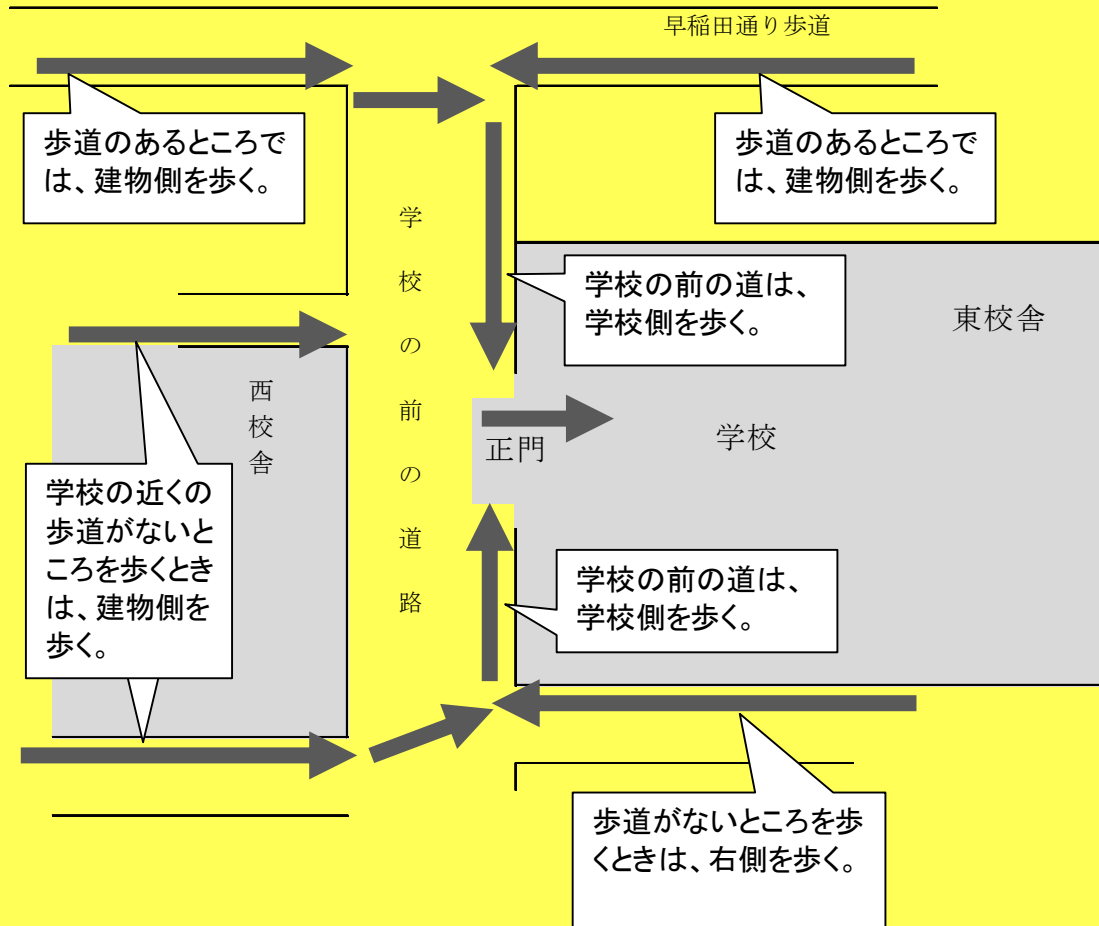 早稲田通り歩道
歩道のあるところで
は、建物側を歩く。
歩道のあるところで
は、建物側を歩く。
学校の前の道路
学校の前の道は、
学校側を歩く。
東校舎
西校舎
正門
学校
学校の近くの
歩道がないと
ころを歩くとき
は、建物側を
歩く。
学校の前の道は、
学校側を歩く。
歩道がないところを歩
くときは、右側を歩く。